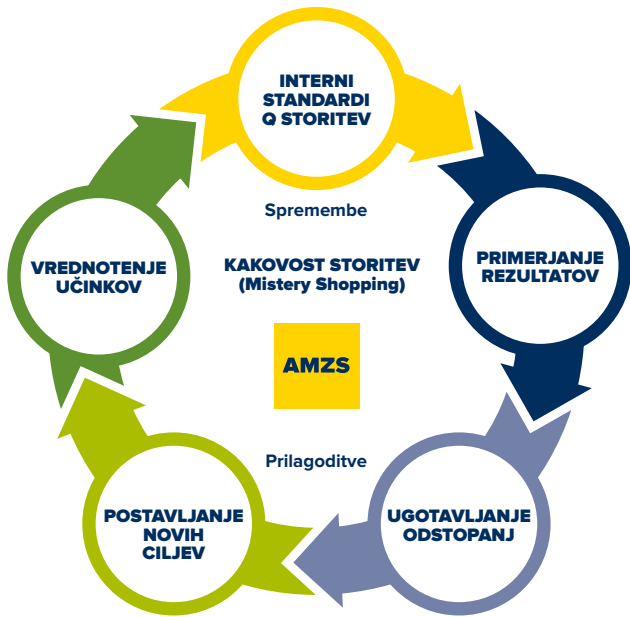 INTERNI
STANDARDI
Q STORITEV
Spremembe
KAKOVOST STORITEV
(Mistery Shopping)
AMZS
Prilagoditve
PRIMERJANJE
REZULTATOV
UGOTAVLJANJE
ODSTOPANJ
POSTAVLJANJE
NOVIH
CILJEV
VREDNOTENJE
UČINKOV